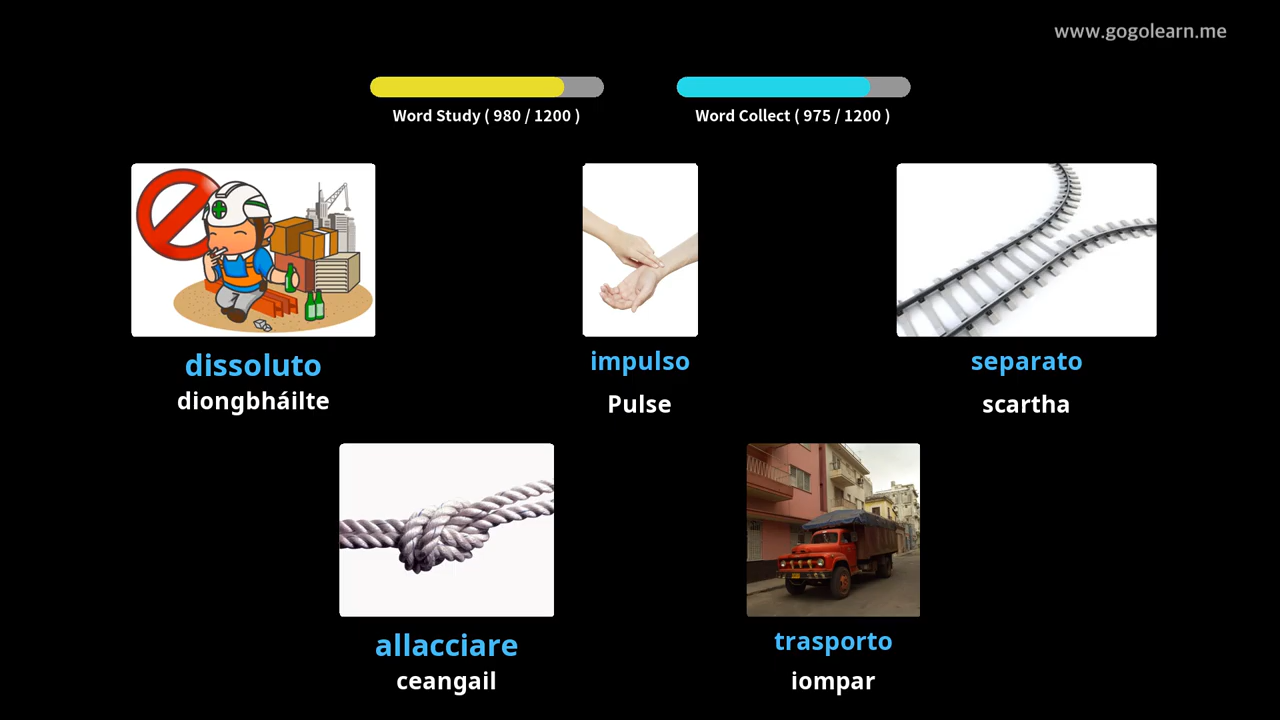 www.gogolearn.me
Word Study ( 980 / 1200 )
Word Collect ( 975 / 1200 )
dissoluto
diongbháilte
impulso
Pulse
separato
scartha
allacciare
ceangail
trasporto
iompar